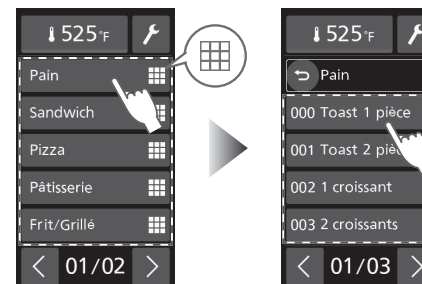 525°F
Pain
Sandwich
Pizza
Pâtisserie
Frit/Grillé
01/02
525°F
Pain
000 Toast 1 pièce
001 Toast 2 piè
002 1 croissant
003 2 croissants
01/03